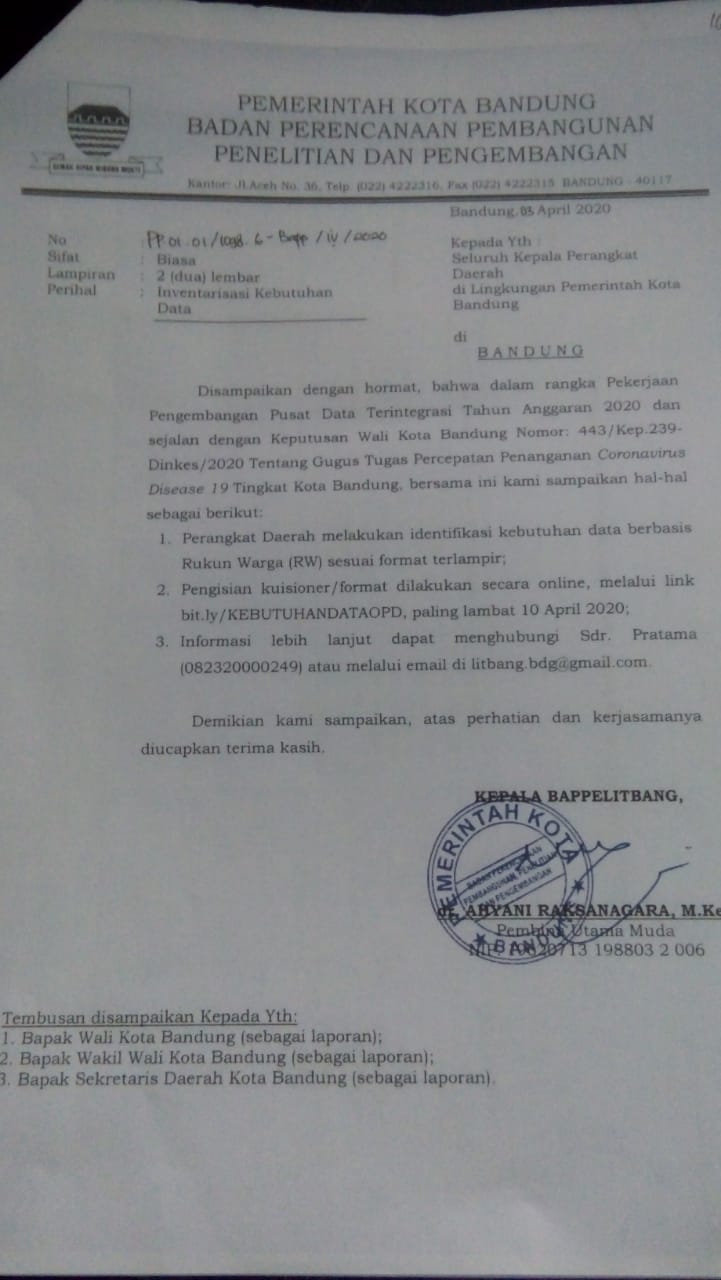 PEMERINTAH KOTA BANDUNG
BADAN PERENCANAAN PEMBANGUNAN
PENELITIAN DAN PENGEMBANGAN
Kantor: Jl.Aceh No. 36, Telp. (022) 4222316, Fax (022) 4222315 BANDUNG - 40117
Bandung, 03 April 2020
No : PP 01.01/1098.6-Bapp/IV/2020
Sifat : Biasa
Lampiran : 2 (dua) lembar
Perihal : Inventarisasi Kebutuhan
Data
Kepada Yth :
Seluruh Kepala Perangkat
Daerah
di Lingkungan Pemerintah Kota
Bandung
di
BANDUNG
Disampaikan dengan hormat, bahwa dalam rangka Pekerjaan
Pengembangan Pusat Data Terintegrasi Tahun Anggaran 2020 dan
sejalan dengan Keputusan Wali Kota Bandung Nomor: 443/Kep.239-
Dinkes/2020 Tentang Gugus Tugas Percepatan Penanganan Coronavirus
Disease 19 Tingkat Kota Bandung, bersama ini kami sampaikan hal-hal
sebagai berikut:
1. Perangkat Daerah melakukan identifikasi kebutuhan data berbasis
Rukun Warga (RW) sesuai format terlampir;
2. Pengisian kuisioner/format dilakukan secara online, melalui link
bit.ly/KEBUTUHANDATAOPD, paling lambat 10 April 2020;
3. Informasi lebih lanjut dapat menghubungi Sdr. Pratama
(082320000249) atau melalui email di litbang.bdg@gmail.com.
Demikian kami sampaikan, atas perhatian dan kerjasamanya
diucapkan terima kasih.
KEPALA BAPPELITBANG,
PEMERINTAH KOTA
BADAN PERENCANAAN
PEMBANGUNAN, PENELITIAN
DAN PENGEMBANGAN
BANDUNG
dr. AHYANI RAKSANAGARA, M.Ke
Pembina Utama Muda
NIP. 19620713 198803 2 006
Tembusan disampaikan Kepada Yth:
1. Bapak Wali Kota Bandung (sebagai laporan);
2. Bapak Wakil Wali Kota Bandung (sebagai laporan);
3. Bapak Sekretaris Daerah Kota Bandung (sebagai laporan).